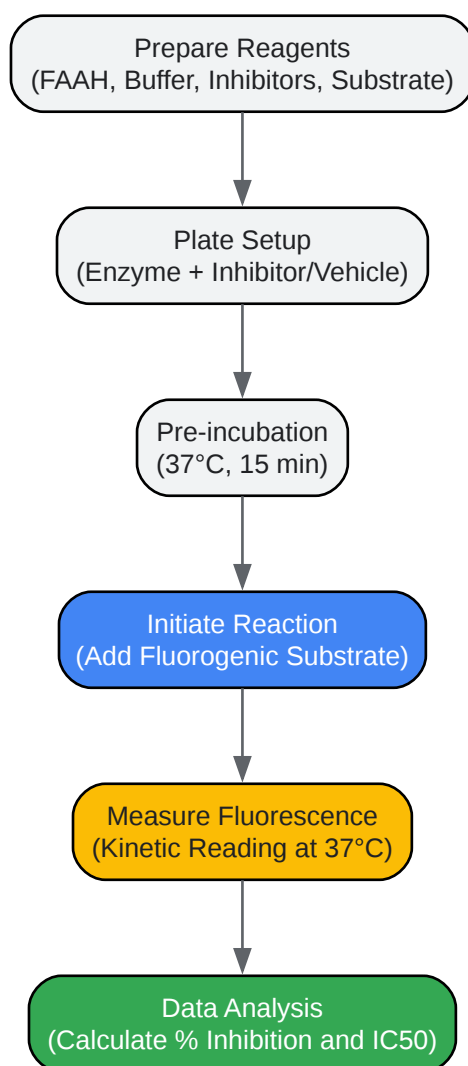 Prepare Reagents
(FAAH, Buffer, Inhibitors, Substrate)
Plate Setup
(Enzyme + Inhibitor/Vehicle)
Pre-incubation
(37°C, 15 min)
Initiate Reaction
(Add Fluorogenic Substrate)
Measure Fluorescence
(Kinetic Reading at 37°C)
Data Analysis
(Calculate % Inhibition and IC50)